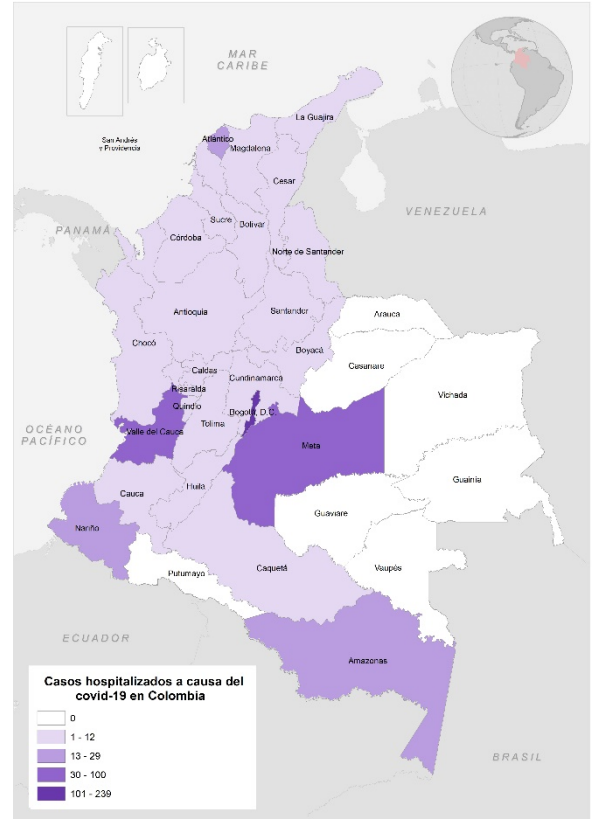 MAR
CARIBE
La Guajira
Atlántico
Magdalena
San Andrés
y Providencia
Cesar
VENEZUELA
Sucre
Bolívar
PANAMÁ
Córdoba
Norte de Santander
Antioquia
Santander
Arauca
Chocó
Boyacá
Casanare
Caldas
Cundinamarca
Risaralda
Vichada
Quindío
Bogotá, D.C.
OCÉANO
PACÍFICO
Valle del Cauca
Tolima
Meta
Guainía
Huila
Cauca
Guaviare
Nariño
Putumayo
Caquetá
Vaupés
ECUADOR
Amazonas
Casos hospitalizados a causa del
covid-19 en Colombia
0
1 - 12
13 - 29
30 - 100
101 - 239
BRASIL